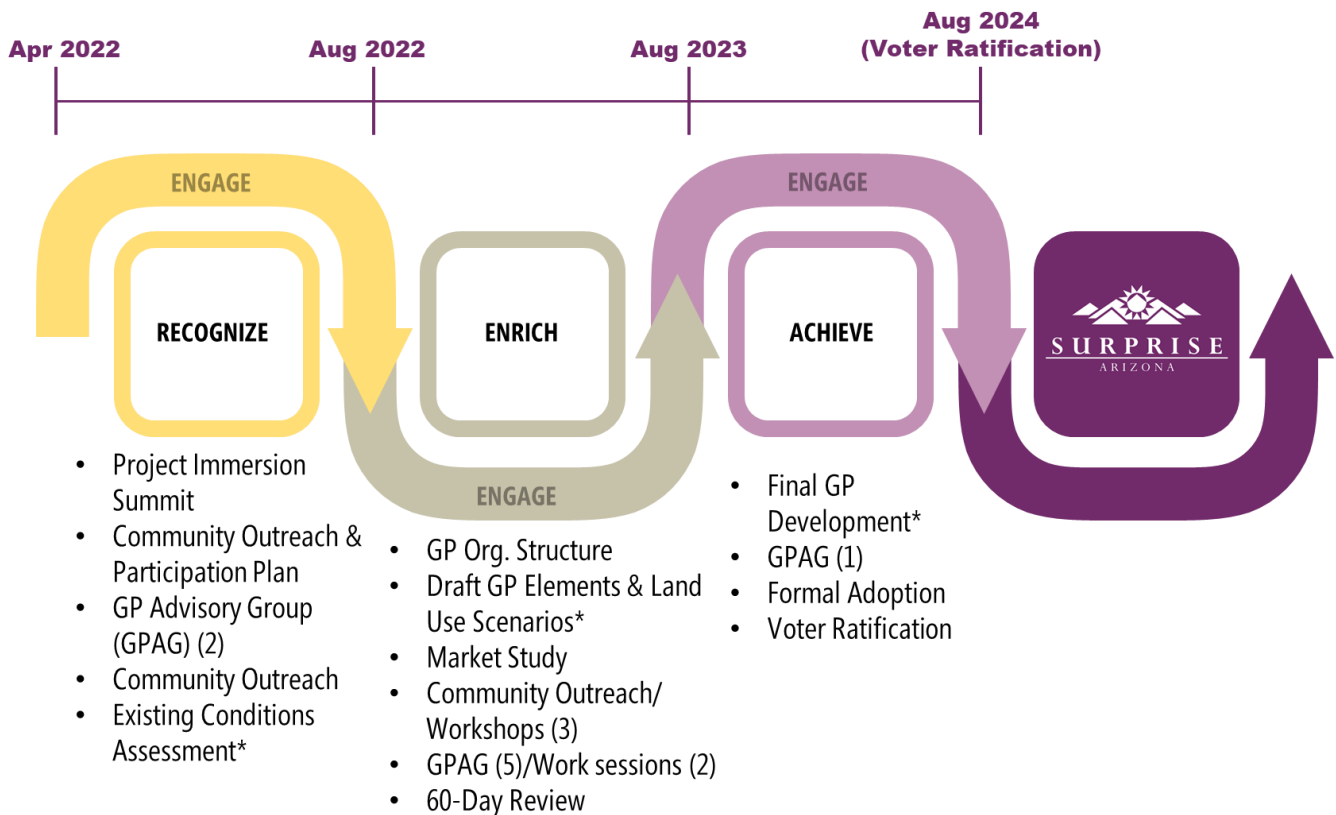 Apr 2022
Aug 2022
Aug 2023
Aug 2024
(Voter Ratification)
ENGAGE
ENGAGE
RECOGNIZE
ENRICH
ACHIEVE
SURPRISE
ARIZONA
ENGAGE
• Project Immersion
Summit
• Community Outreach &
Participation Plan
• GP Advisory Group
(GPAG) (2)
• Community Outreach
• Existing Conditions
Assessment*
• GP Org. Structure
• Draft GP Elements & Land
Use Scenarios*
• Market Study
• Community Outreach/
Workshops (3)
• GPAG (5)/Work sessions (2)
• 60-Day Review
• Final GP
Development*
• GPAG (1)
• Formal Adoption
• Voter Ratification